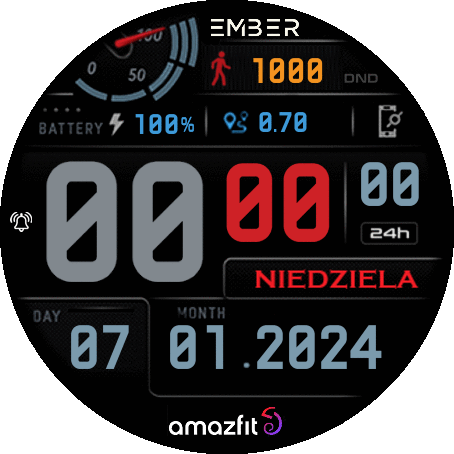 EMBER
100
0
50
1000
DND
BATTERY
100%
0.70
00
00
00
24h
NIEDZIELA
DAY
MONTH
07
01.2024
amazfit